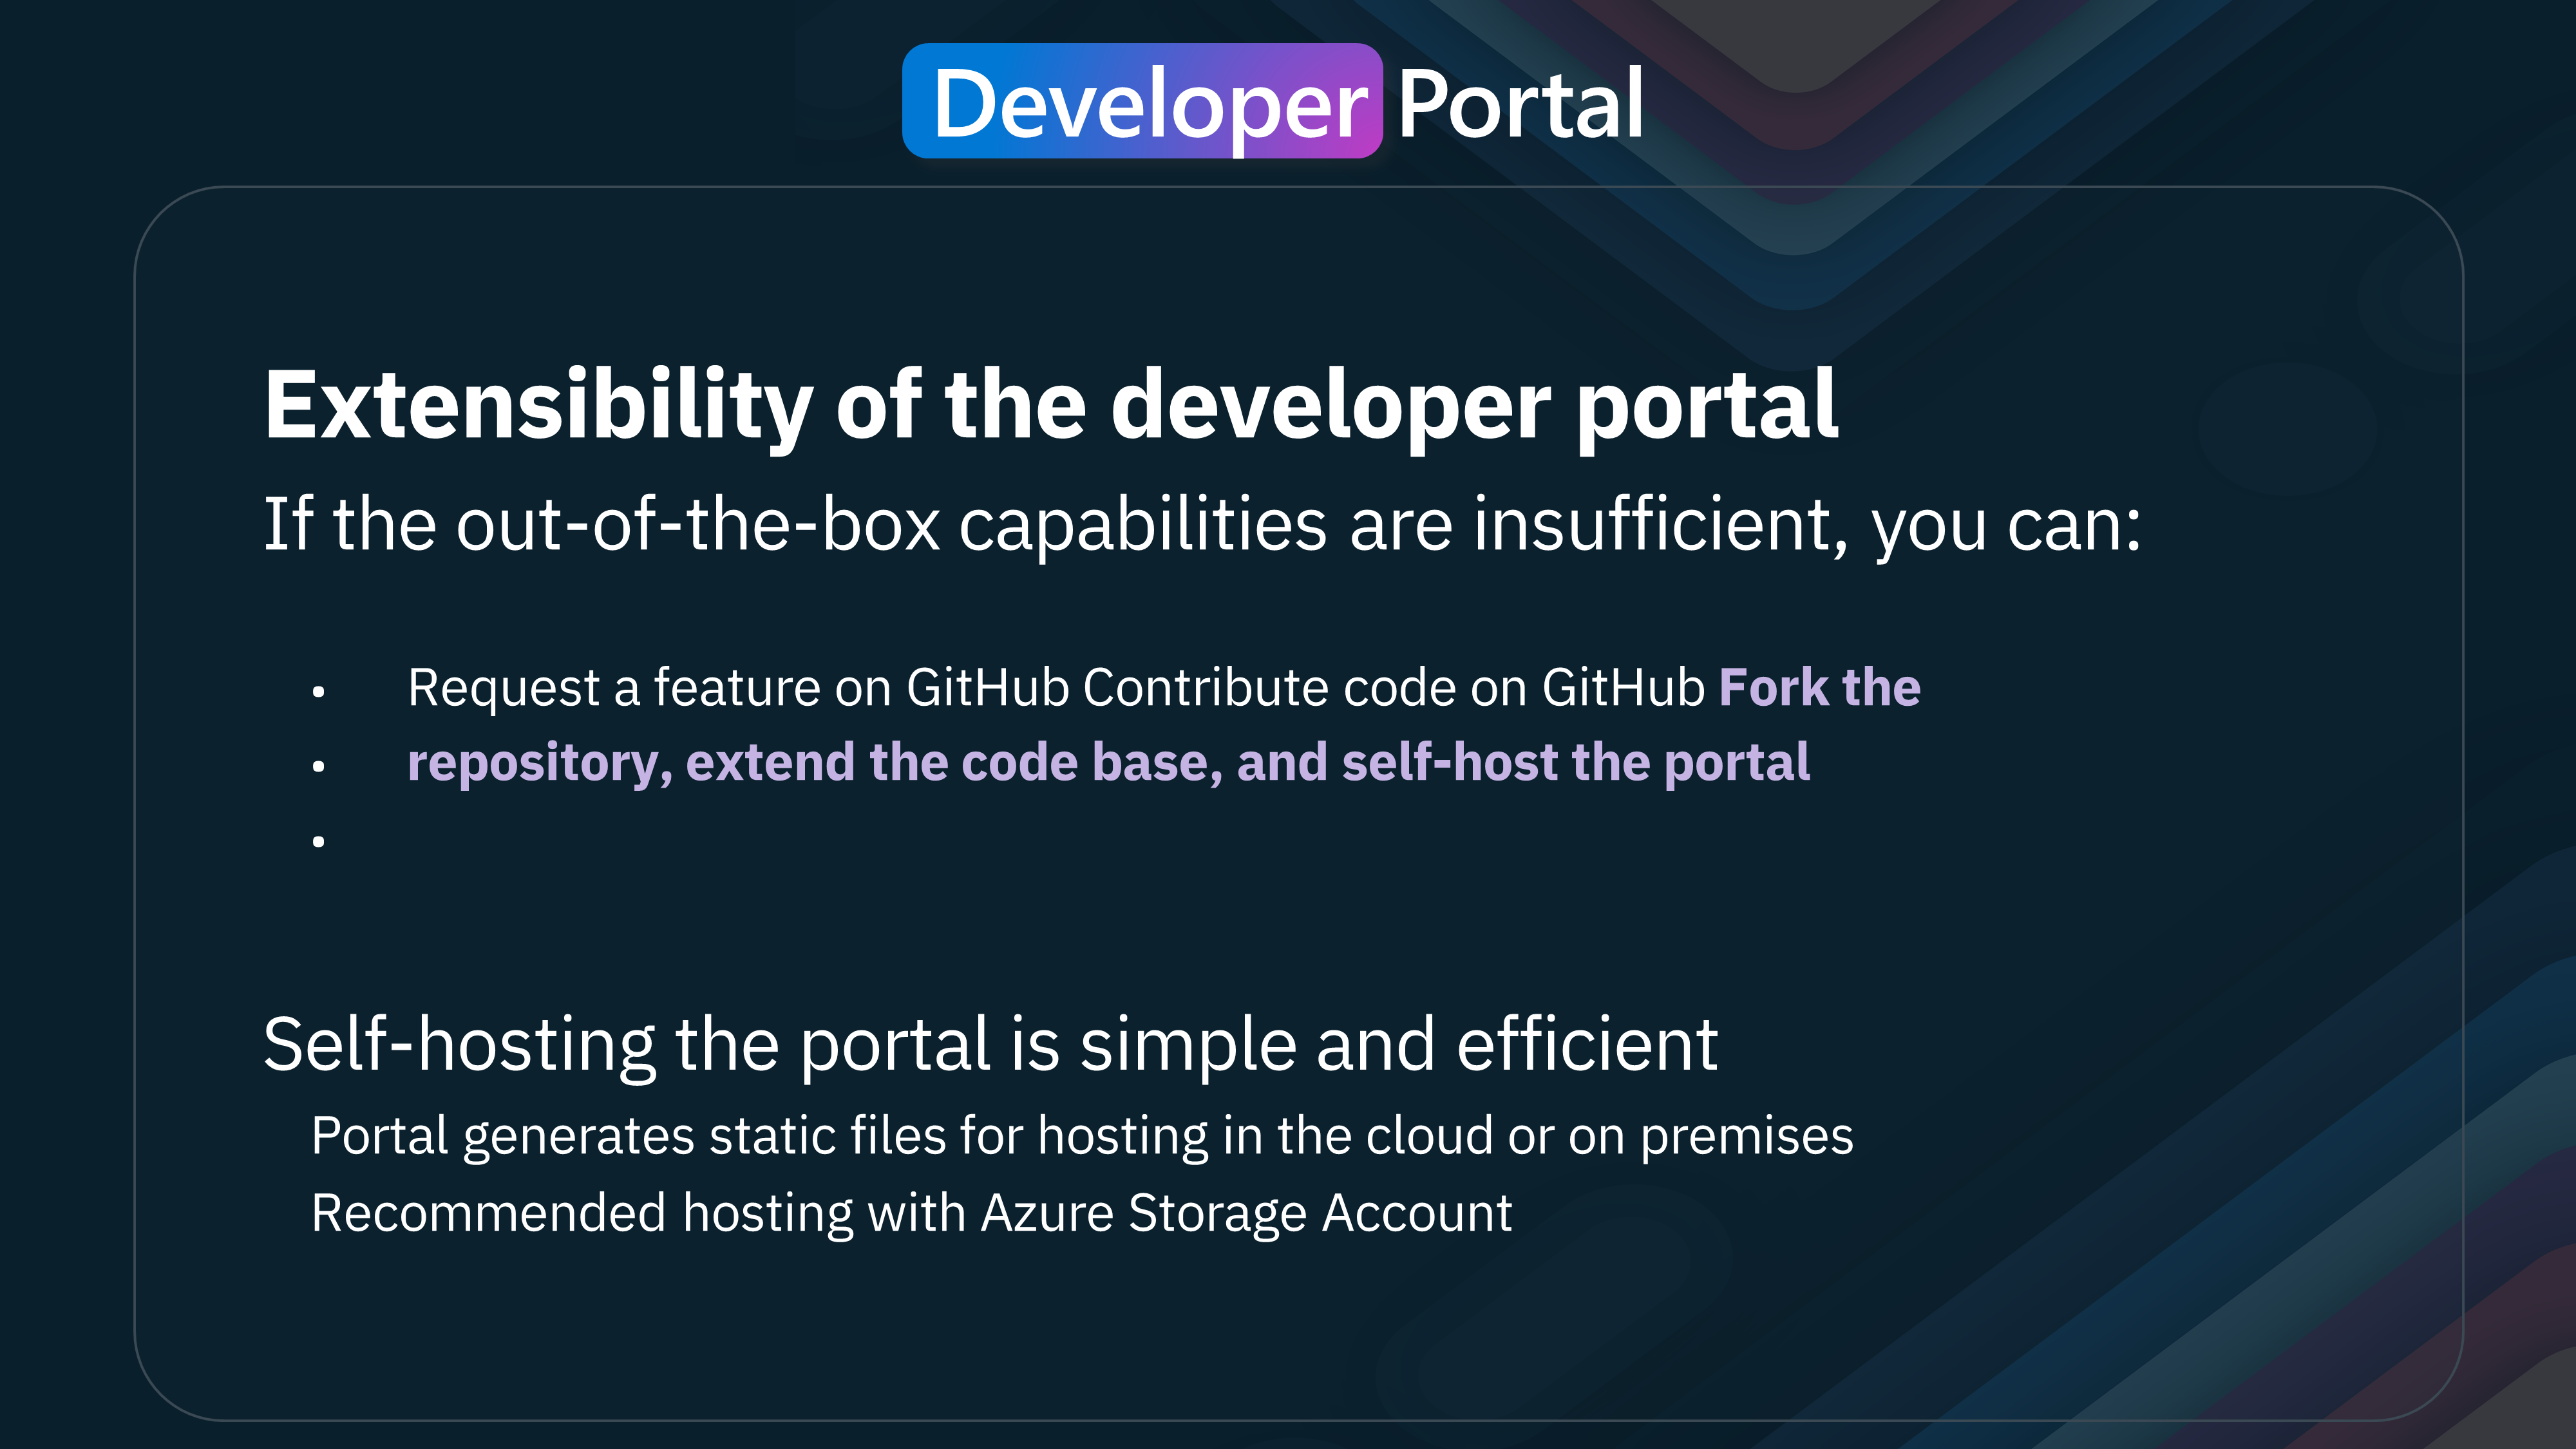 Developer Portal
Extensibility of the developer portal
If the out-of-the-box capabilities are insufficient, you can:
• Request a feature on GitHub Contribute code on GitHub Fork the
• repository, extend the code base, and self-host the portal
•
Self-hosting the portal is simple and efficient
Portal generates static files for hosting in the cloud or on premises
Recommended hosting with Azure Storage Account